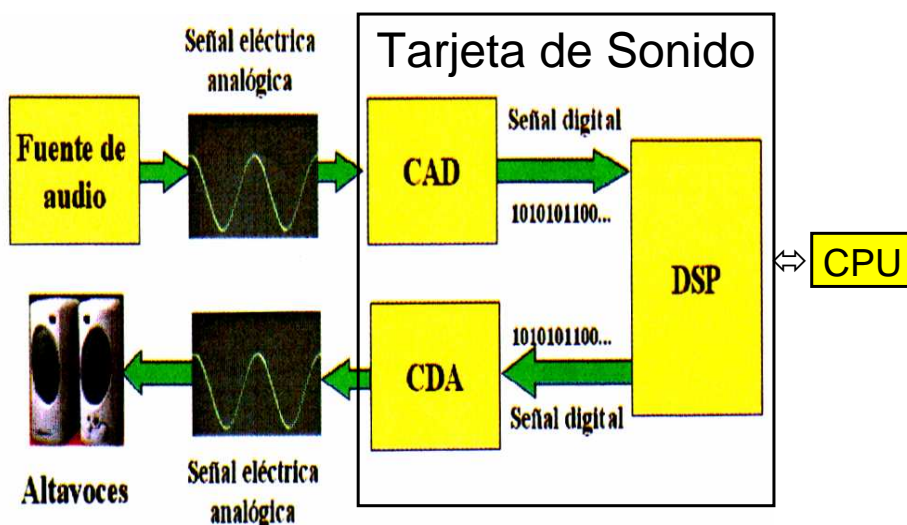 Tarjeta de Sonido
Señal eléctrica
analógica
Fuente de
audio
CAD
Señal digital
1010101100...
DSP
CPU
1010101100...
CDA
Señal digital
Altavoces
Señal eléctrica
analógica